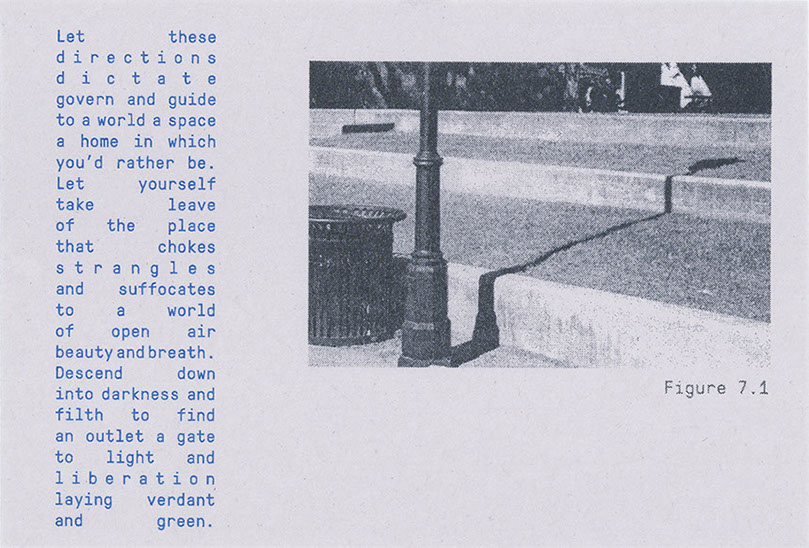 Let these
directions
dictate
govern and guide
to a world a space
a home in which
you'd rather be.
Let yourself
take leave
of the place
that chokes
strangles
and suffocates
to a world
of open air
beauty and breath.
Descend down
into darkness and
filth to find
an outlet a gate
to light and
liberation
laying verdant
and green.
Figure 7.1